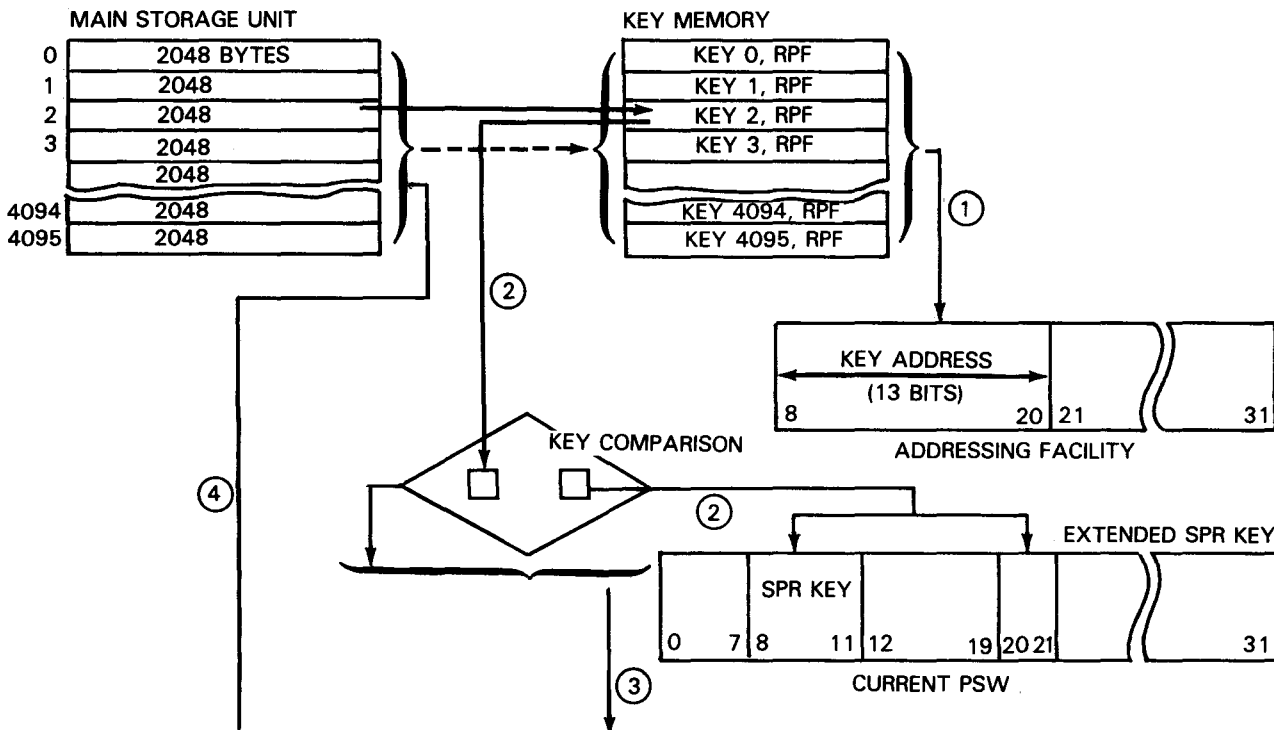 MAIN STORAGE UNIT
0 2048 BYTES
1 2048
2 2048
3 2048
2048
4094 2048
4095 2048
KEY MEMORY
KEY 0, RPF
KEY 1, RPF
KEY 2, RPF
KEY 3, RPF
KEY 4094, RPF
KEY 4095, RPF
1
2
KEY ADDRESS
(13 BITS)
8 20 21 31
ADDRESSING FACILITY
KEY COMPARISON
4
2
EXTENDED SPR KEY
SPR KEY
0 7 8 11 12 19 20 21 31
CURRENT PSW
3